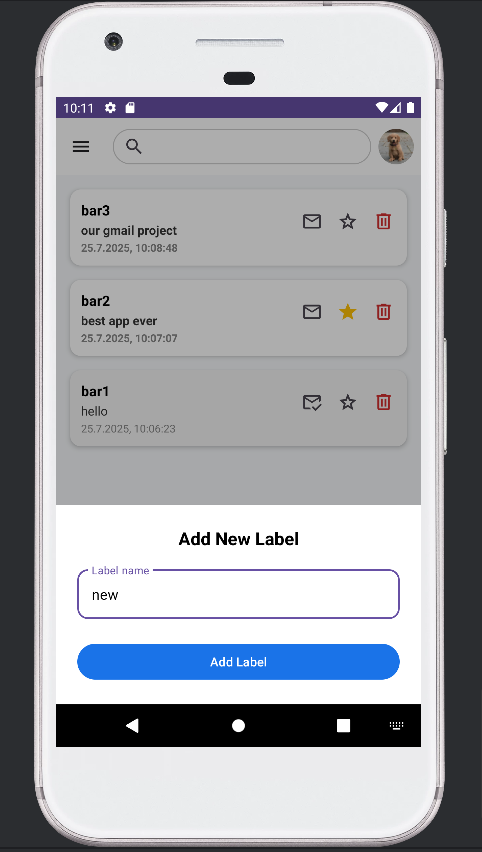 10:11
bar3
our gmail project
25.7.2025, 10:08:48
bar2
best app ever
25.7.2025, 10:07:07
bar1
hello
25.7.2025, 10:06:23
Add New Label
Label name
new
Add Label